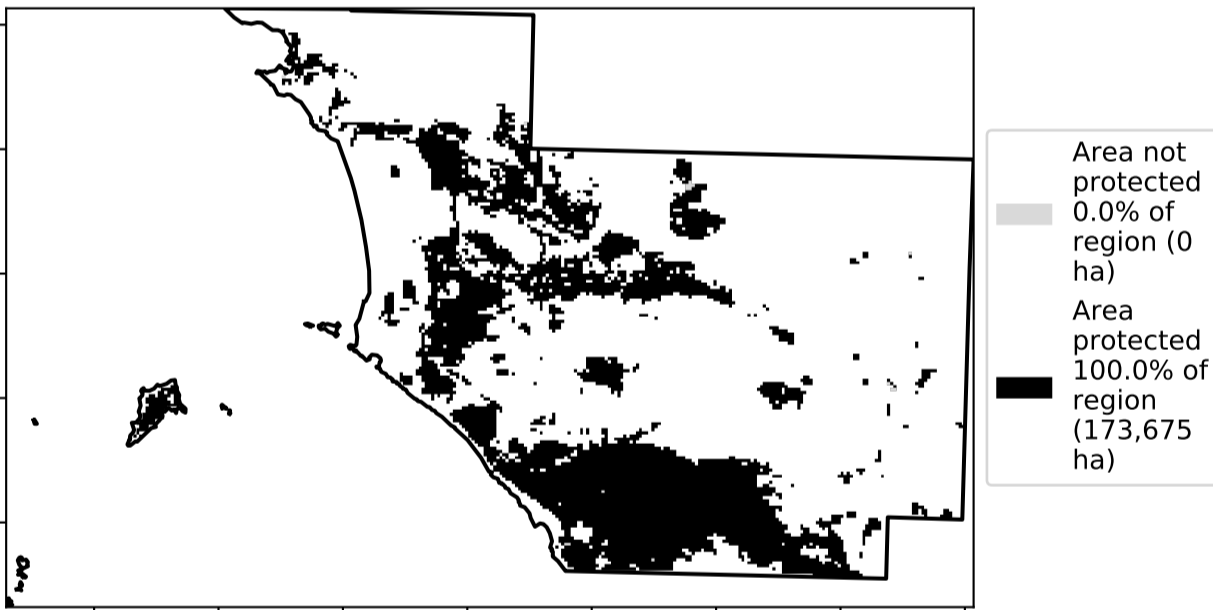 Area not
protected
0.0% of
region (0
ha)
Area
protected
100.0% of
region
(173,675
ha)